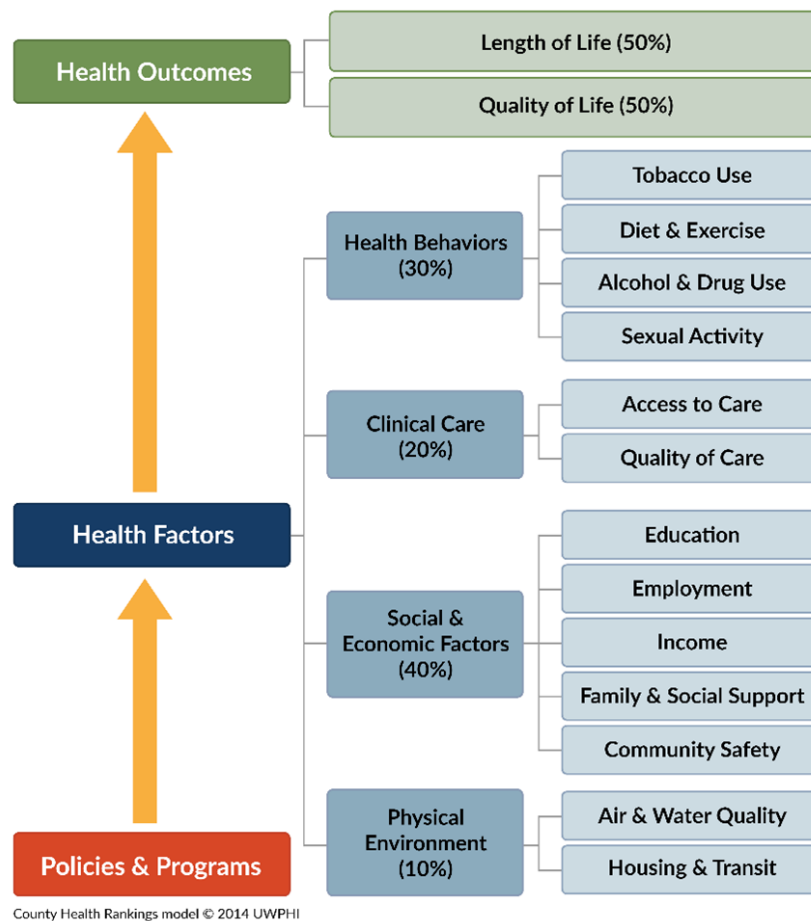 Health Outcomes
Length of Life (50%)
Quality of Life (50%)
Health Factors
Health Behaviors
(30%)
Tobacco Use
Diet & Exercise
Alcohol & Drug Use
Sexual Activity
Clinical Care
(20%)
Access to Care
Quality of Care
Social &
Economic Factors
(40%)
Education
Employment
Income
Family & Social Support
Community Safety
Physical
Environment
(10%)
Air & Water Quality
Housing & Transit
Policies & Programs
County Health Rankings model © 2014 UWPHI